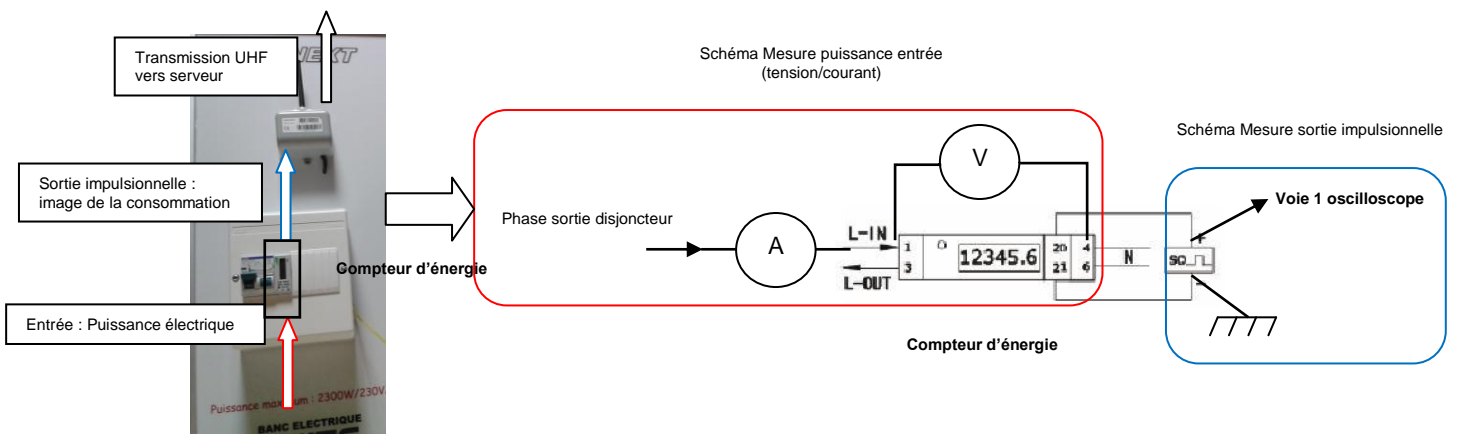 Transmission UHF
vers serveur
Sortie impulsionnelle :
image de la consommation
Entrée : Puissance électrique
Compteur d'énergie
Puissance maximum : 2300W/230V
BANC ELECTRIQUE
Schéma Mesure puissance entrée
(tension/courant)
Phase sortie disjoncteur
A
V
L-IN
L-OUT
1
3
12345.6
20 4
21 6
N
Compteur d'énergie
Schéma Mesure sortie impulsionnelle
Voie 1 oscilloscope
+
SO
-